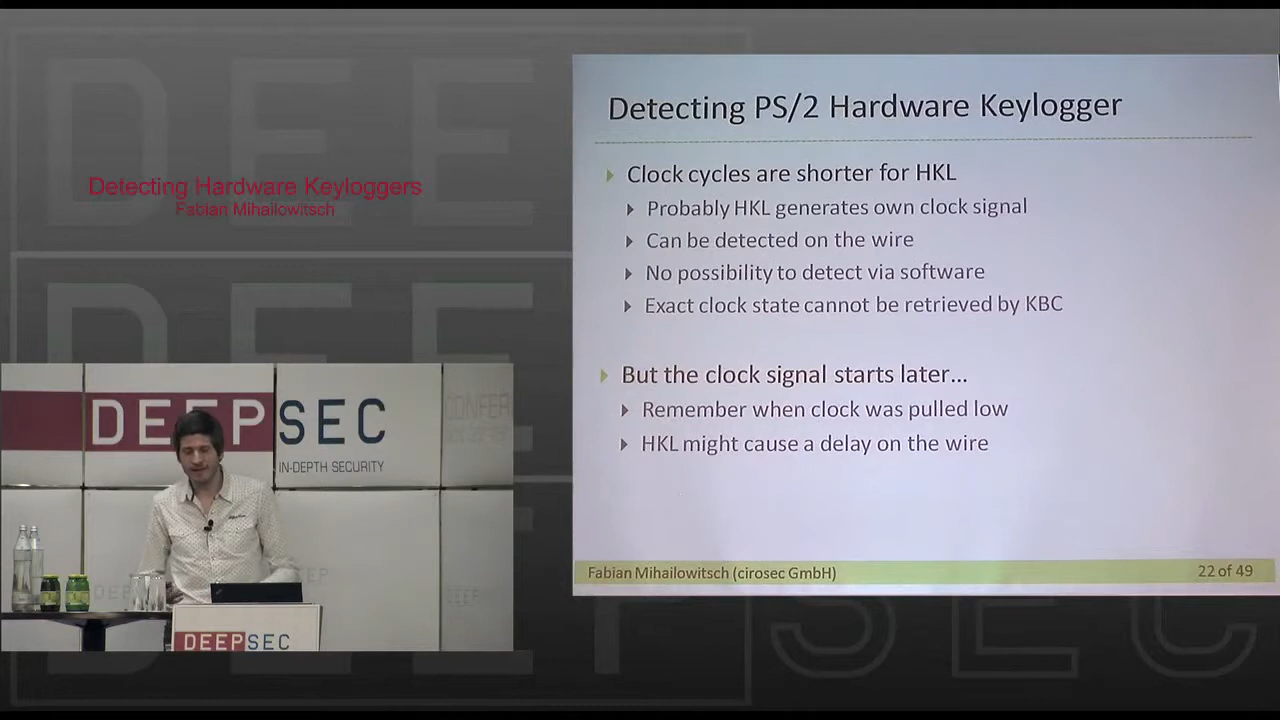 Detecting Hardware Keyloggers
Fabian Mihailowitsch
Detecting PS/2 Hardware Keylogger
Clock cycles are shorter for HKL
Probably HKL generates own clock signal
Can be detected on the wire
No possibility to detect via software
Exact clock state cannot be retrieved by KBC
But the clock signal starts later...
Remember when clock was pulled low
HKL might cause a delay on the wire
Fabian Mihailowitsch (cirosec GmbH)
22 of 49
DEEPSEC
IN-DEPTH SECURITY
DEEPSEC